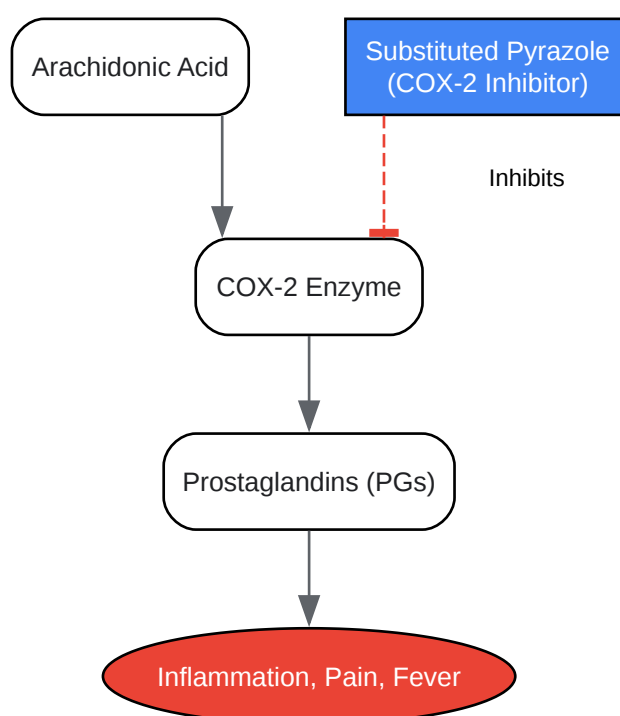 Arachidonic Acid
Substituted Pyrazole
(COX-2 Inhibitor)
Inhibits
COX-2 Enzyme
Prostaglandins (PGs)
Inflammation, Pain, Fever